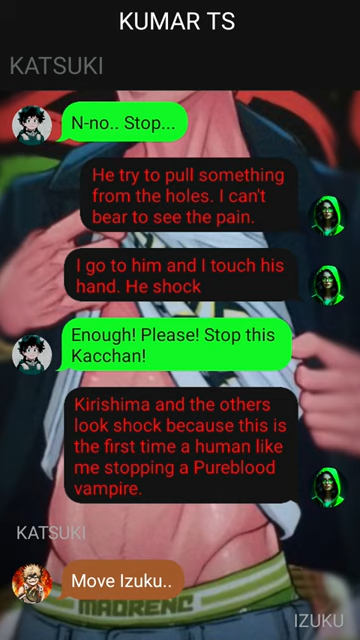 KUMAR TS
KATSUKI
N-no.. Stop...
He try to pull something
from the holes. I can't
bear to see the pain.
I go to him and I touch his
hand. He shock
Enough! Please! Stop this
Kacchan!
Kirishima and the others
look shock because this is
the first time a human like
me stopping a Pureblood
vampire.
KATSUKI
Move Izuku..
MADRENC
IZUKU